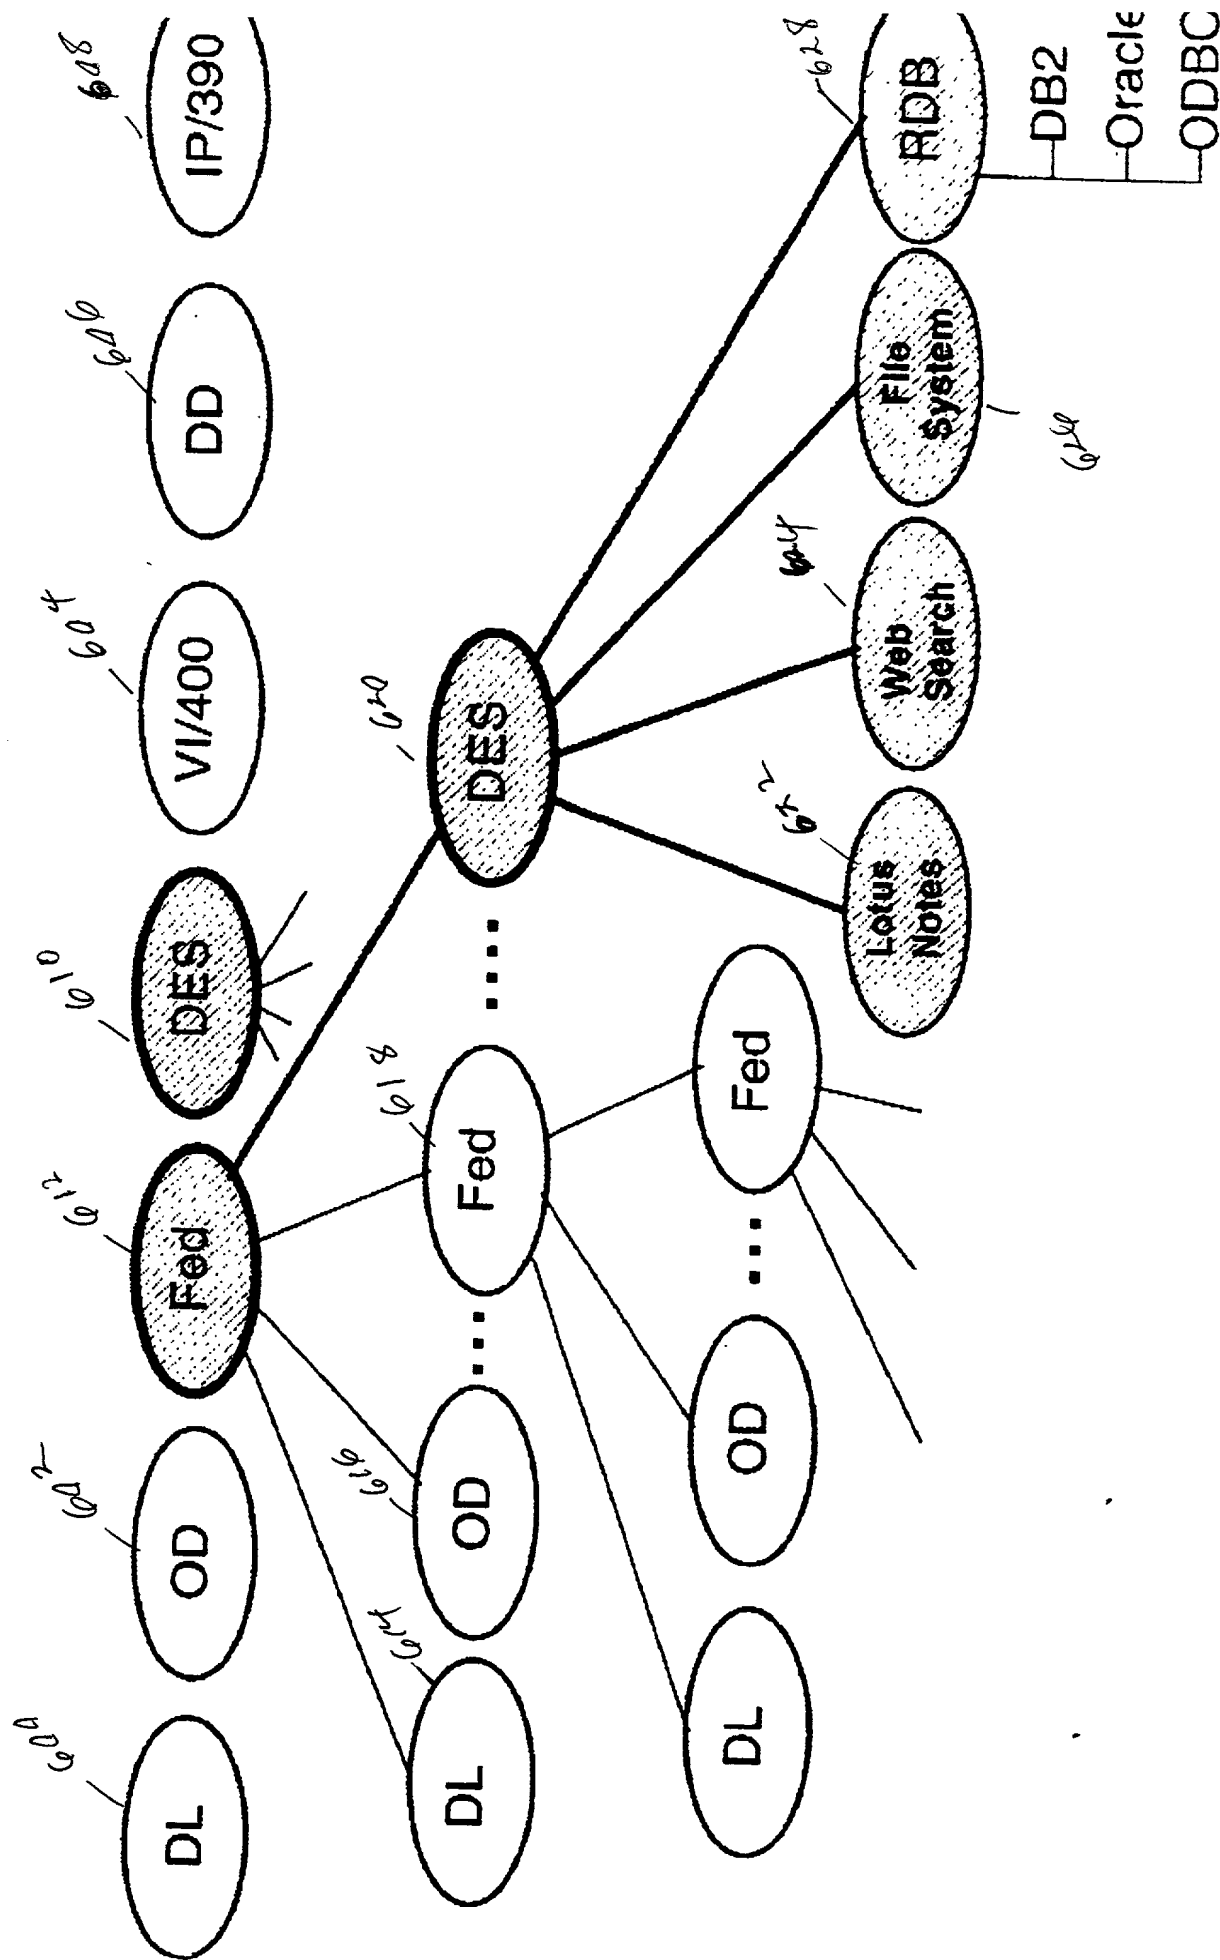 600
602
612
610
604
606
608
DL
OD
Fed
DES
VI/400
DD
IP/390
614
616
618
620
DL
OD
....
Fed
....
DES
628
DL
OD
...
Fed
622
624
Lotus
Notes
Web
Search
File
System
RDB
626
DB2
Oracle
ODBC